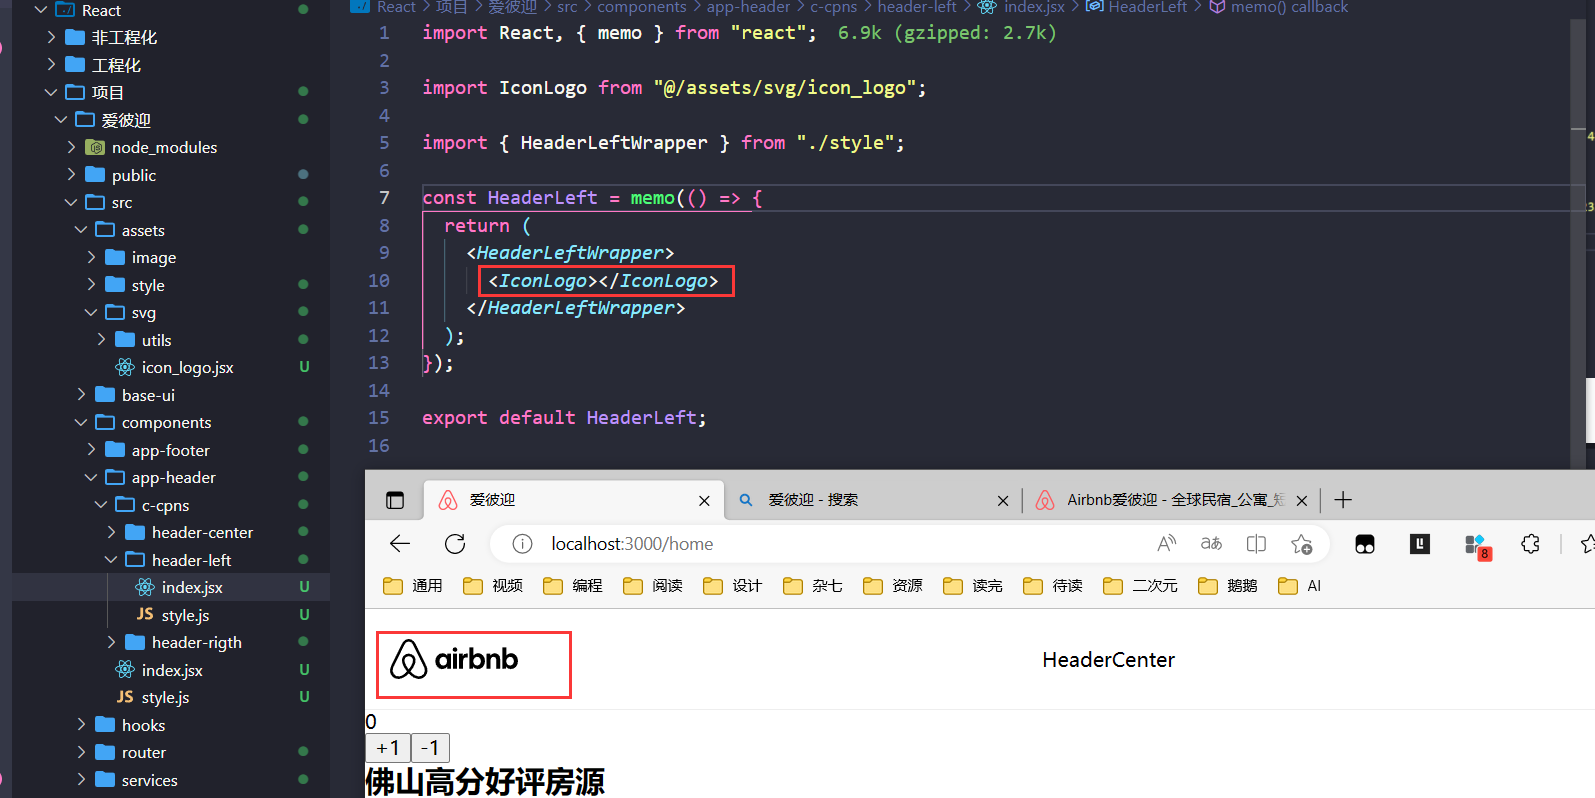 React
非工程化
工程化
项目
爱彼迎
node_modules
public
src
assets
image
style
svg
utils
icon_logo.jsx U
base-ui
components
app-footer
app-header
c-cpns
header-center
header-left
index.jsx U
JS style.js U
header-rigth
index.jsx U
JS style.js U
hooks
router
services
React > 项目 > 爱彼迎 > src > components > app-header > c-cpns > header-left > index.jsx > HeaderLeft > memo() callback
1 import React, { memo } from "react"; 6.9k (gzipped: 2.7k)
2
3 import IconLogo from "@/assets/svg/icon_logo";
4
5 import { HeaderLeftWrapper } from "./style";
6
7 const HeaderLeft = memo(() => {
8 return (
9 <HeaderLeftWrapper>
10 <IconLogo></IconLogo>
11 </HeaderLeftWrapper>
12 );
13 });
14
15 export default HeaderLeft;
16
爱彼迎
爱彼迎 - 搜索
Airbnb爱彼迎 - 全球民宿_公寓_短
localhost:3000/home
8
通用 视频 编程 阅读 设计 杂七 资源 读完 待读 二次元 鹅鹅 AI
airbnb
HeaderCenter
0
+1 -1
佛山高分好评房源